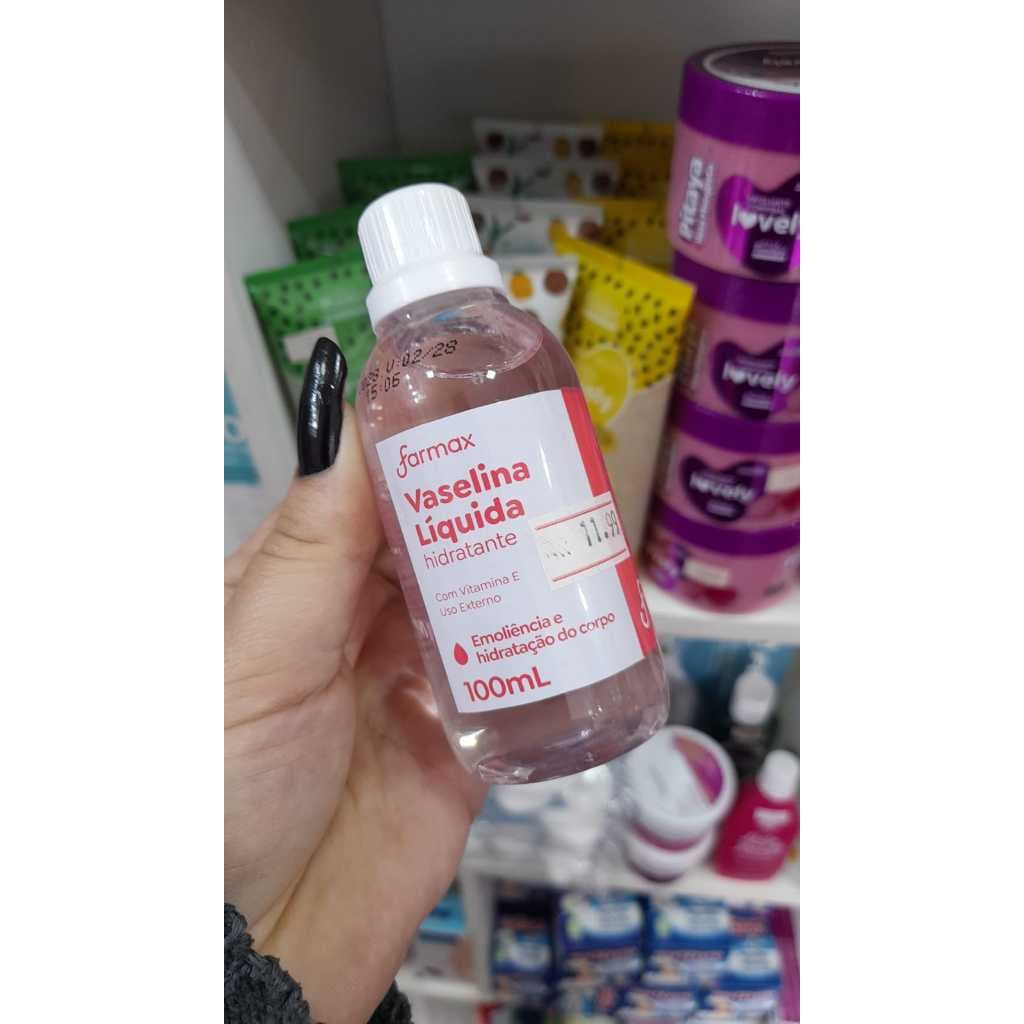 V:02/28
farmax
Vaselina
Líquida
hidratante
11.99
Com Vitamina E
Uso Externo
Emoliência e
hidratação do corpo
100mL
Pitaya
lovely
lovely
lovely